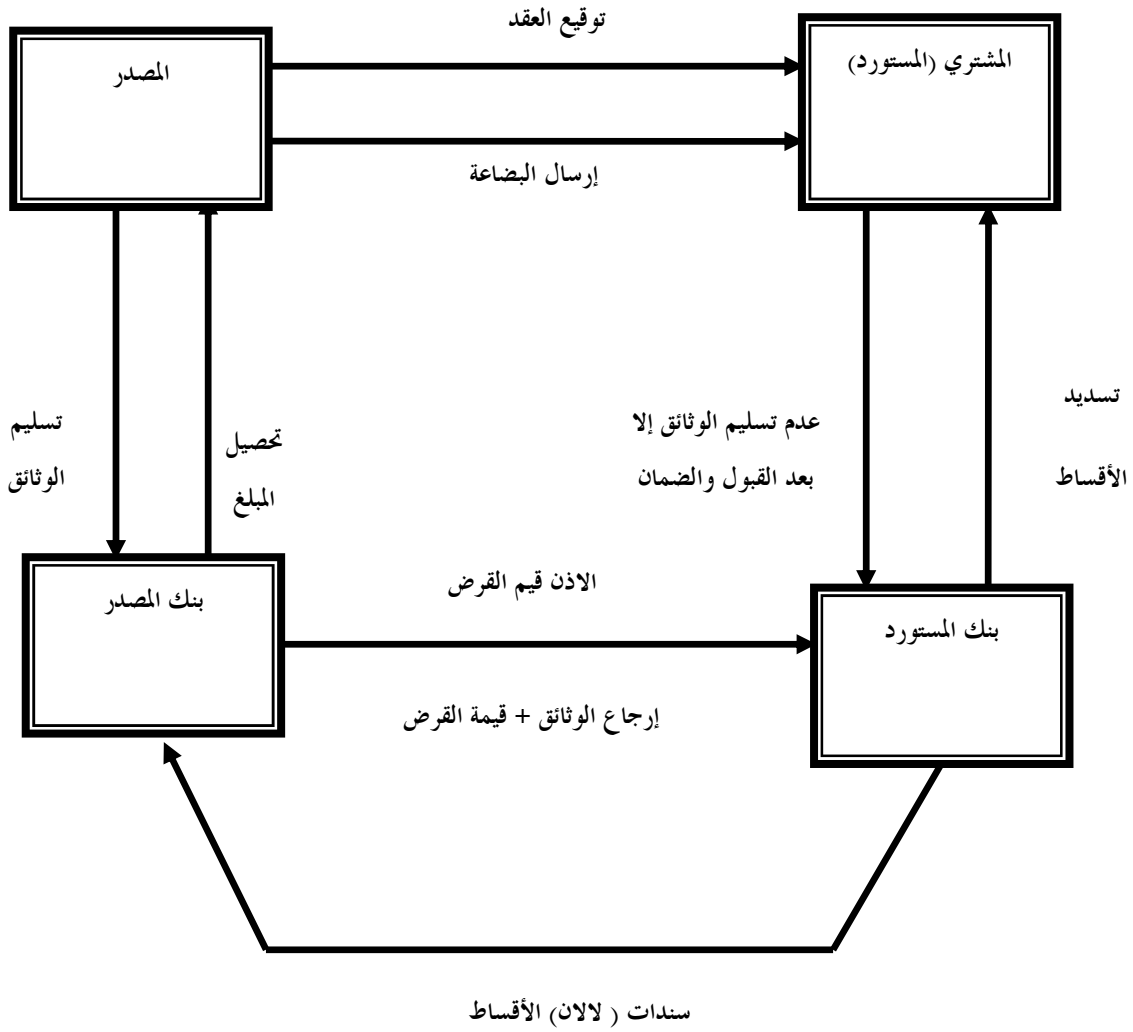 توقيع العقد
المشتري (المستورد)
المصدر
إرسال البضاعة
تسديد
الأقساط
عدم تسليم الوثائق إلا
بعد القبول والضمان
تحصيل
المبلغ
تسليم
الوثائق
بنك المستورد
الاذن قيم القرض
بنك المصدر
إرجاع الوثائق + قيمة القرض
سندات ( لالان) الأقساط